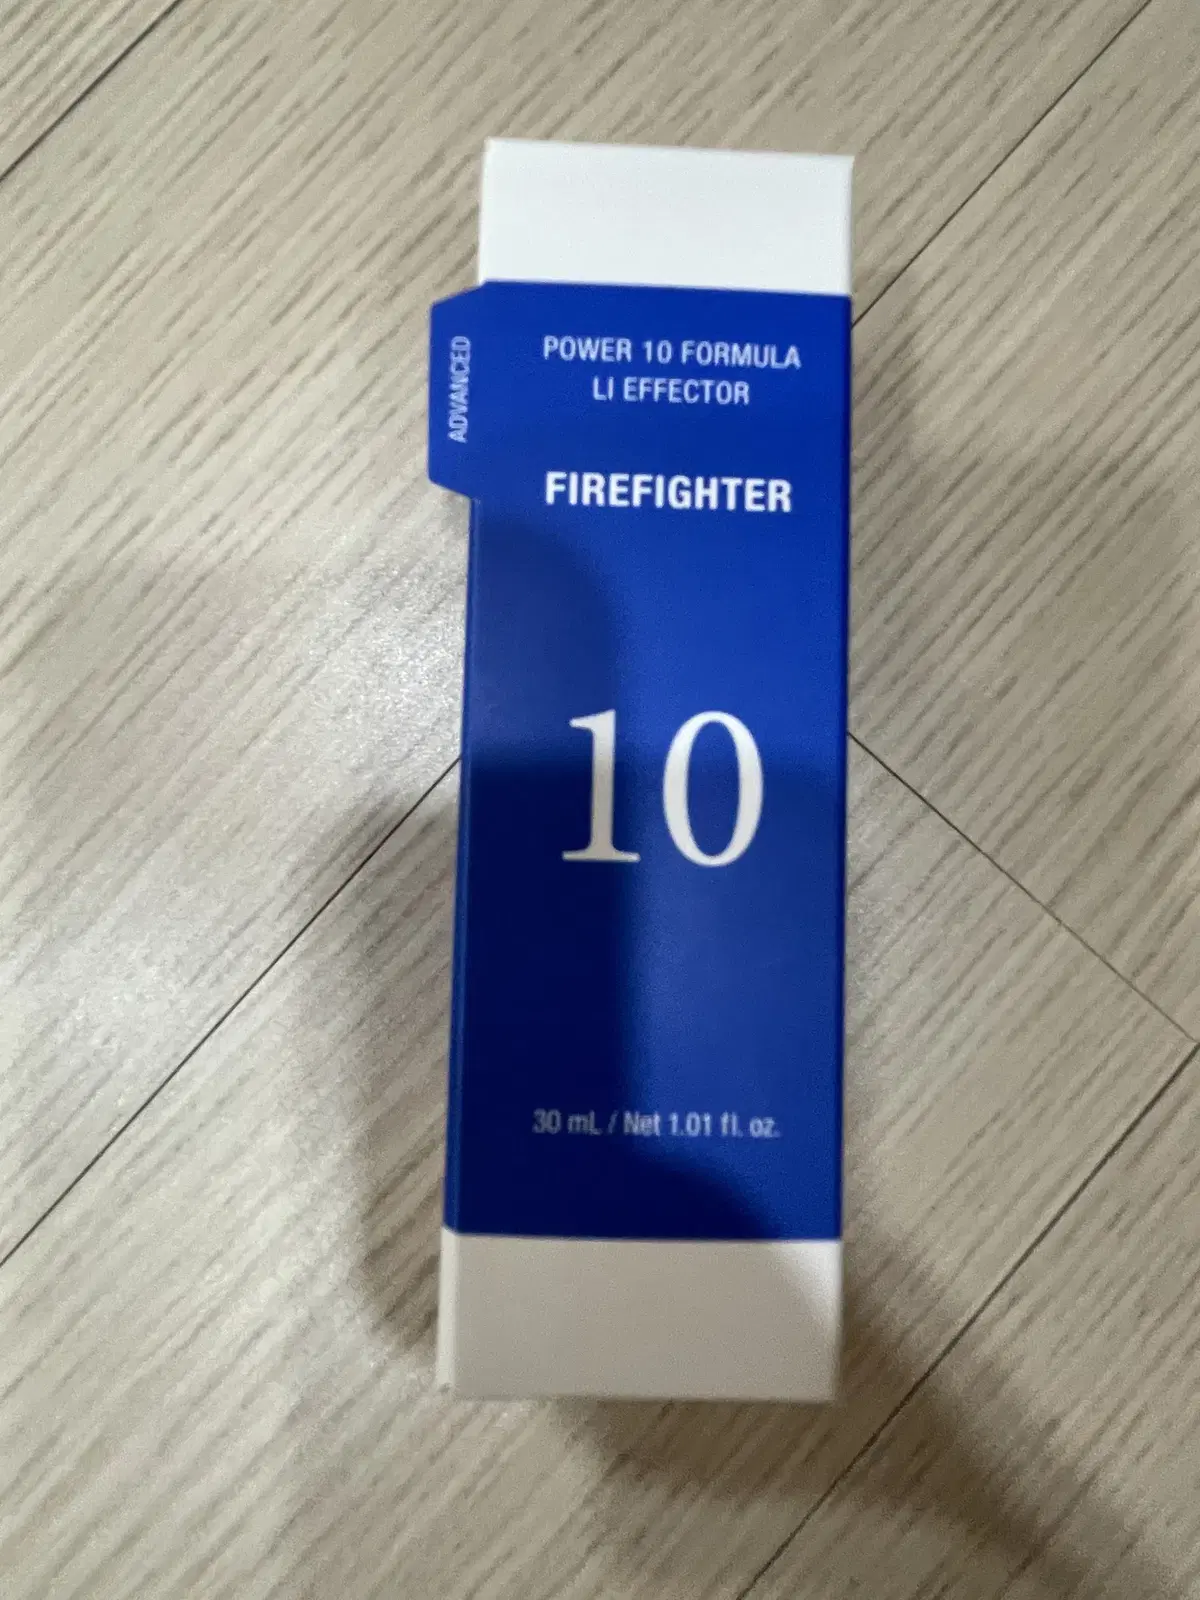 ADVANCED
POWER 10 FORMULA
LI EFFECTOR
FIREFIGHTER
10
30 mL / Net 1.01 fl. oz.